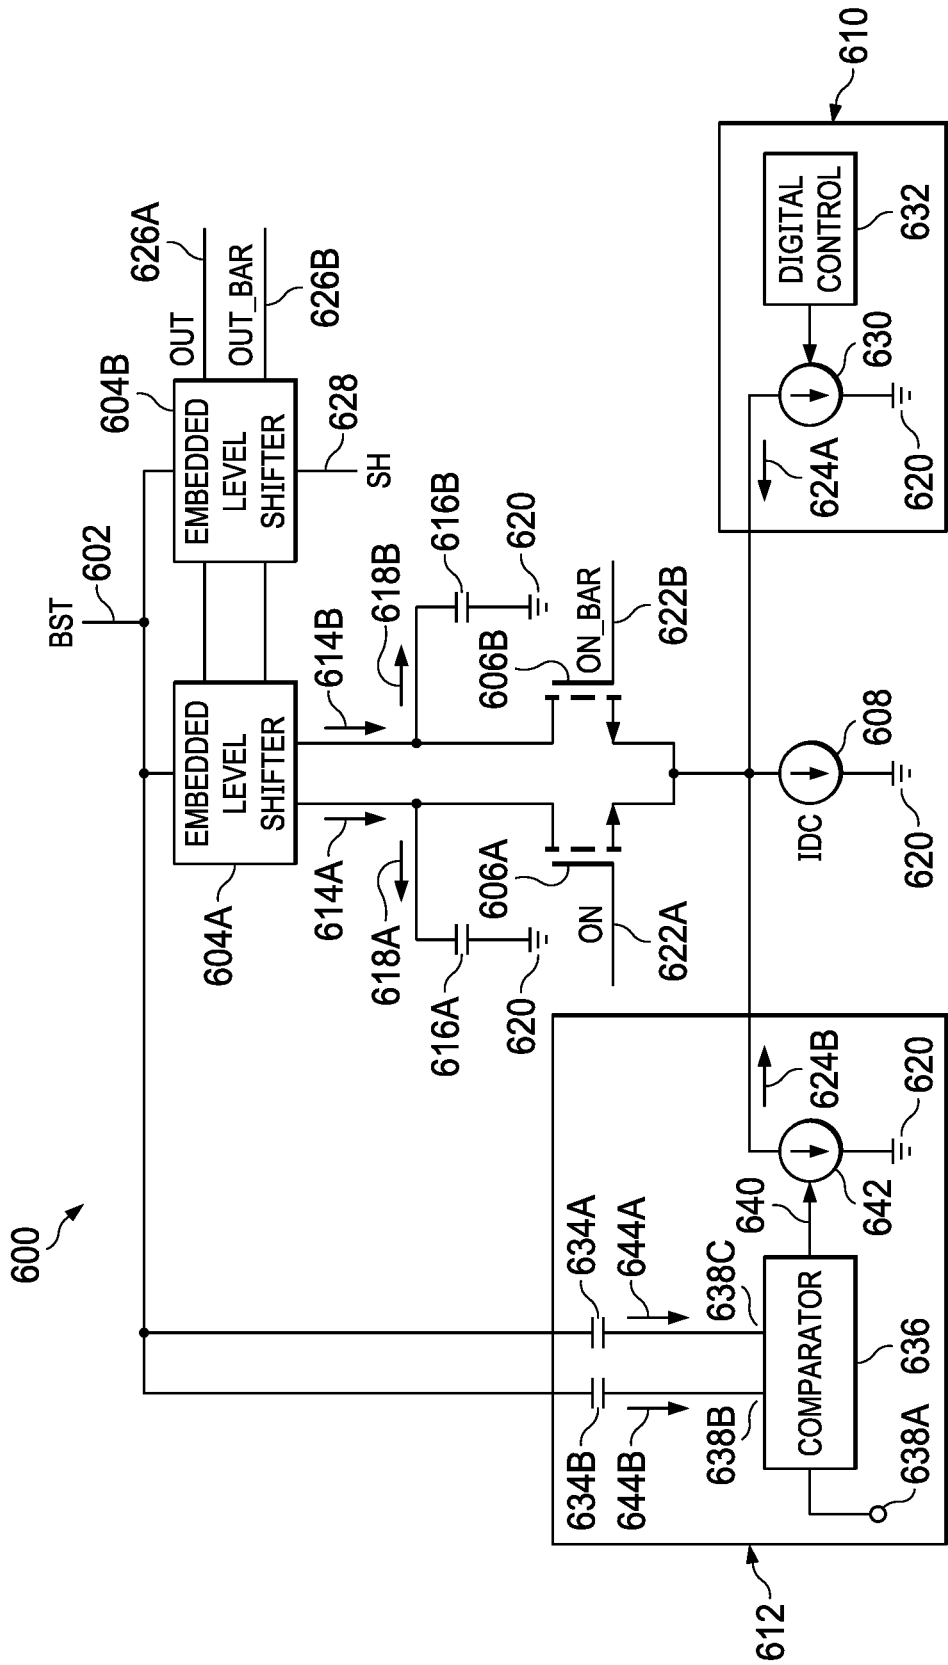 600
BST
602
604A
EMBEDDED
LEVEL
SHIFTER
604B
EMBEDDED
LEVEL
SHIFTER
OUT
626A
OUT_BAR
626B
SH
628
614A
614B
618A
618B
616A
616B
620
620
606A
606B
ON
622A
ON_BAR
622B
IDC
608
620
612
634B
634A
644B
644A
638B
638C
COMPARATOR
636
638A
640
642
624B
620
610
624A
630
620
DIGITAL
CONTROL
632